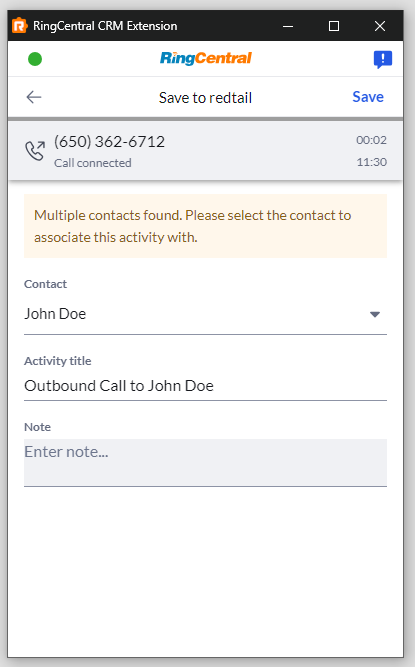 RingCentral CRM Extension
RingCentral
Save to redtail
Save
(650) 362-6712
00:02
Call connected
11:30
Multiple contacts found. Please select the contact to
associate this activity with.
Contact
John Doe
Activity title
Outbound Call to John Doe
Note
Enter note...